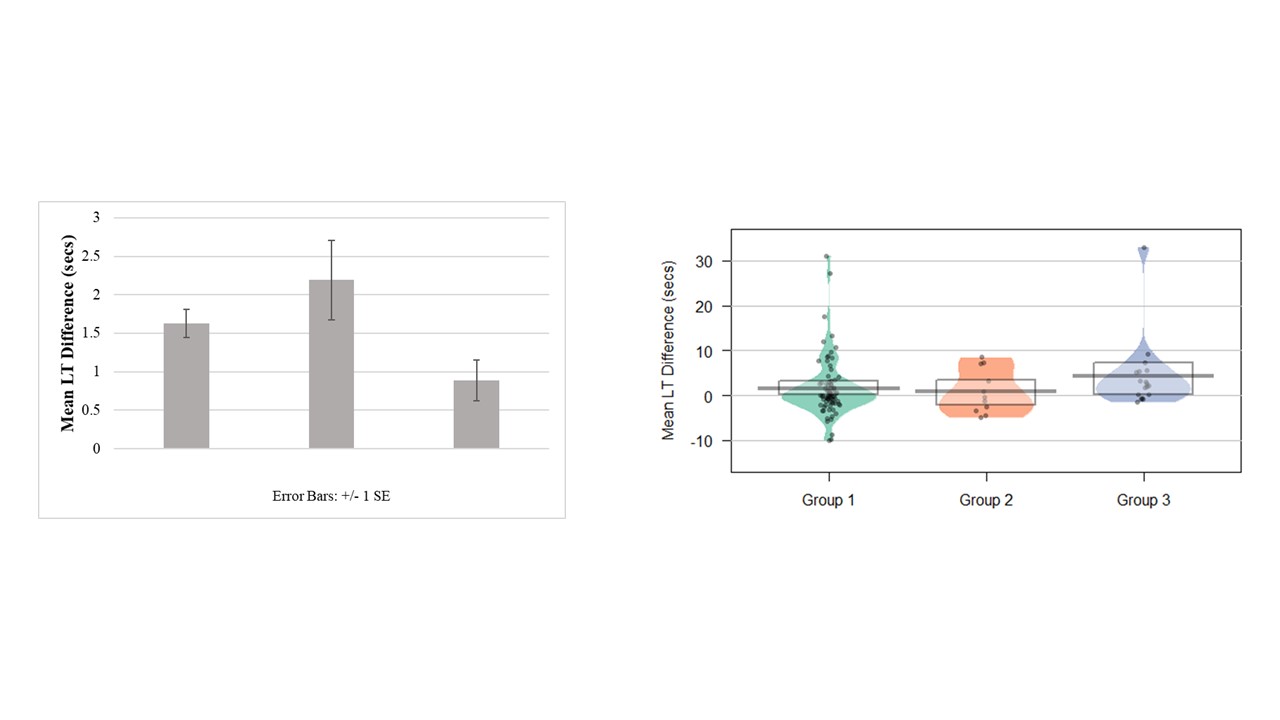 Mean LT Difference (secs)
3
2.5
2
1.5
1
0.5
0
Error Bars: +/- 1 SE
Mean LT Difference (secs)
30
20
10
0
-10
Group 1
Group 2
Group 3